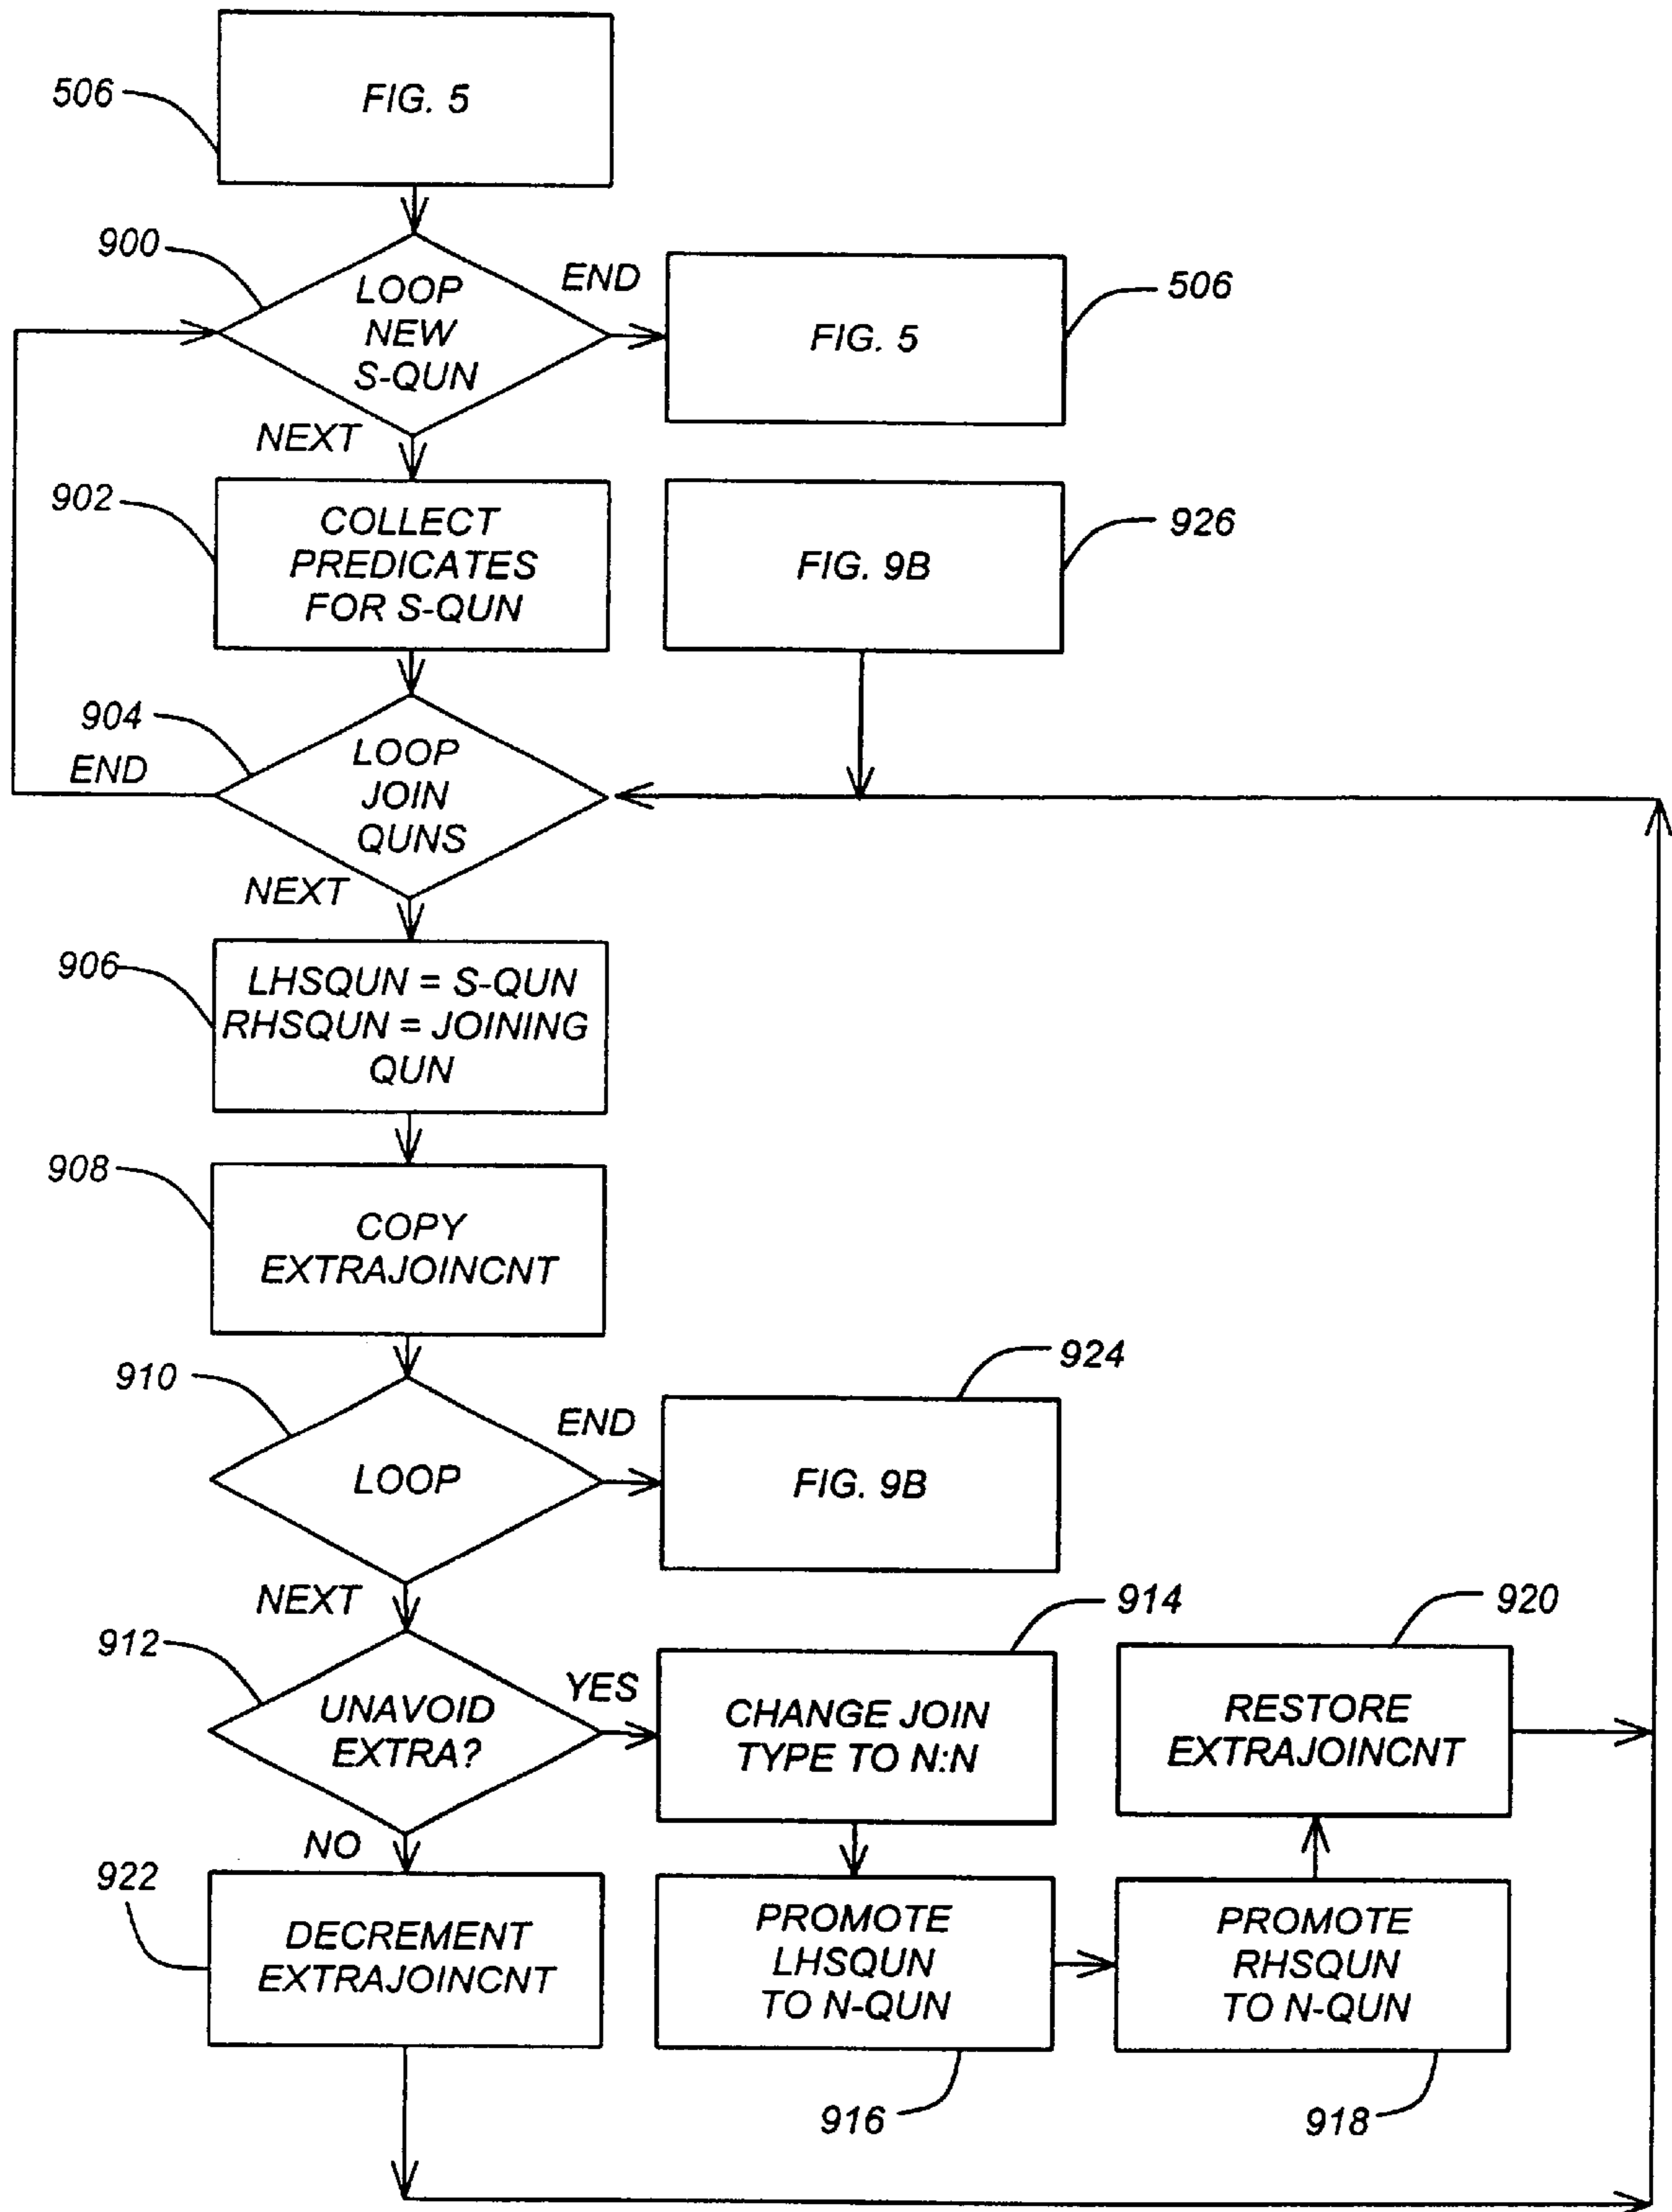 506
FIG. 5
900
LOOP
NEW
S-QUN
END
FIG. 5
506
NEXT
902
COLLECT
PREDICATES
FOR S-QUN
FIG. 9B
926
904
END
LOOP
JOIN
QUNS
NEXT
906
LHSQUN = S-QUN
RHSQUN = JOINING
QUN
908
COPY
EXTRAJOINCNT
910
LOOP
END
FIG. 9B
924
NEXT
912
UNAVOID
EXTRA?
YES
914
CHANGE JOIN
TYPE TO N:N
920
RESTORE
EXTRAJOINCNT
NO
922
DECREMENT
EXTRAJOINCNT
PROMOTE
LHSQUN
TO N-QUN
916
PROMOTE
RHSQUN
TO N-QUN
918